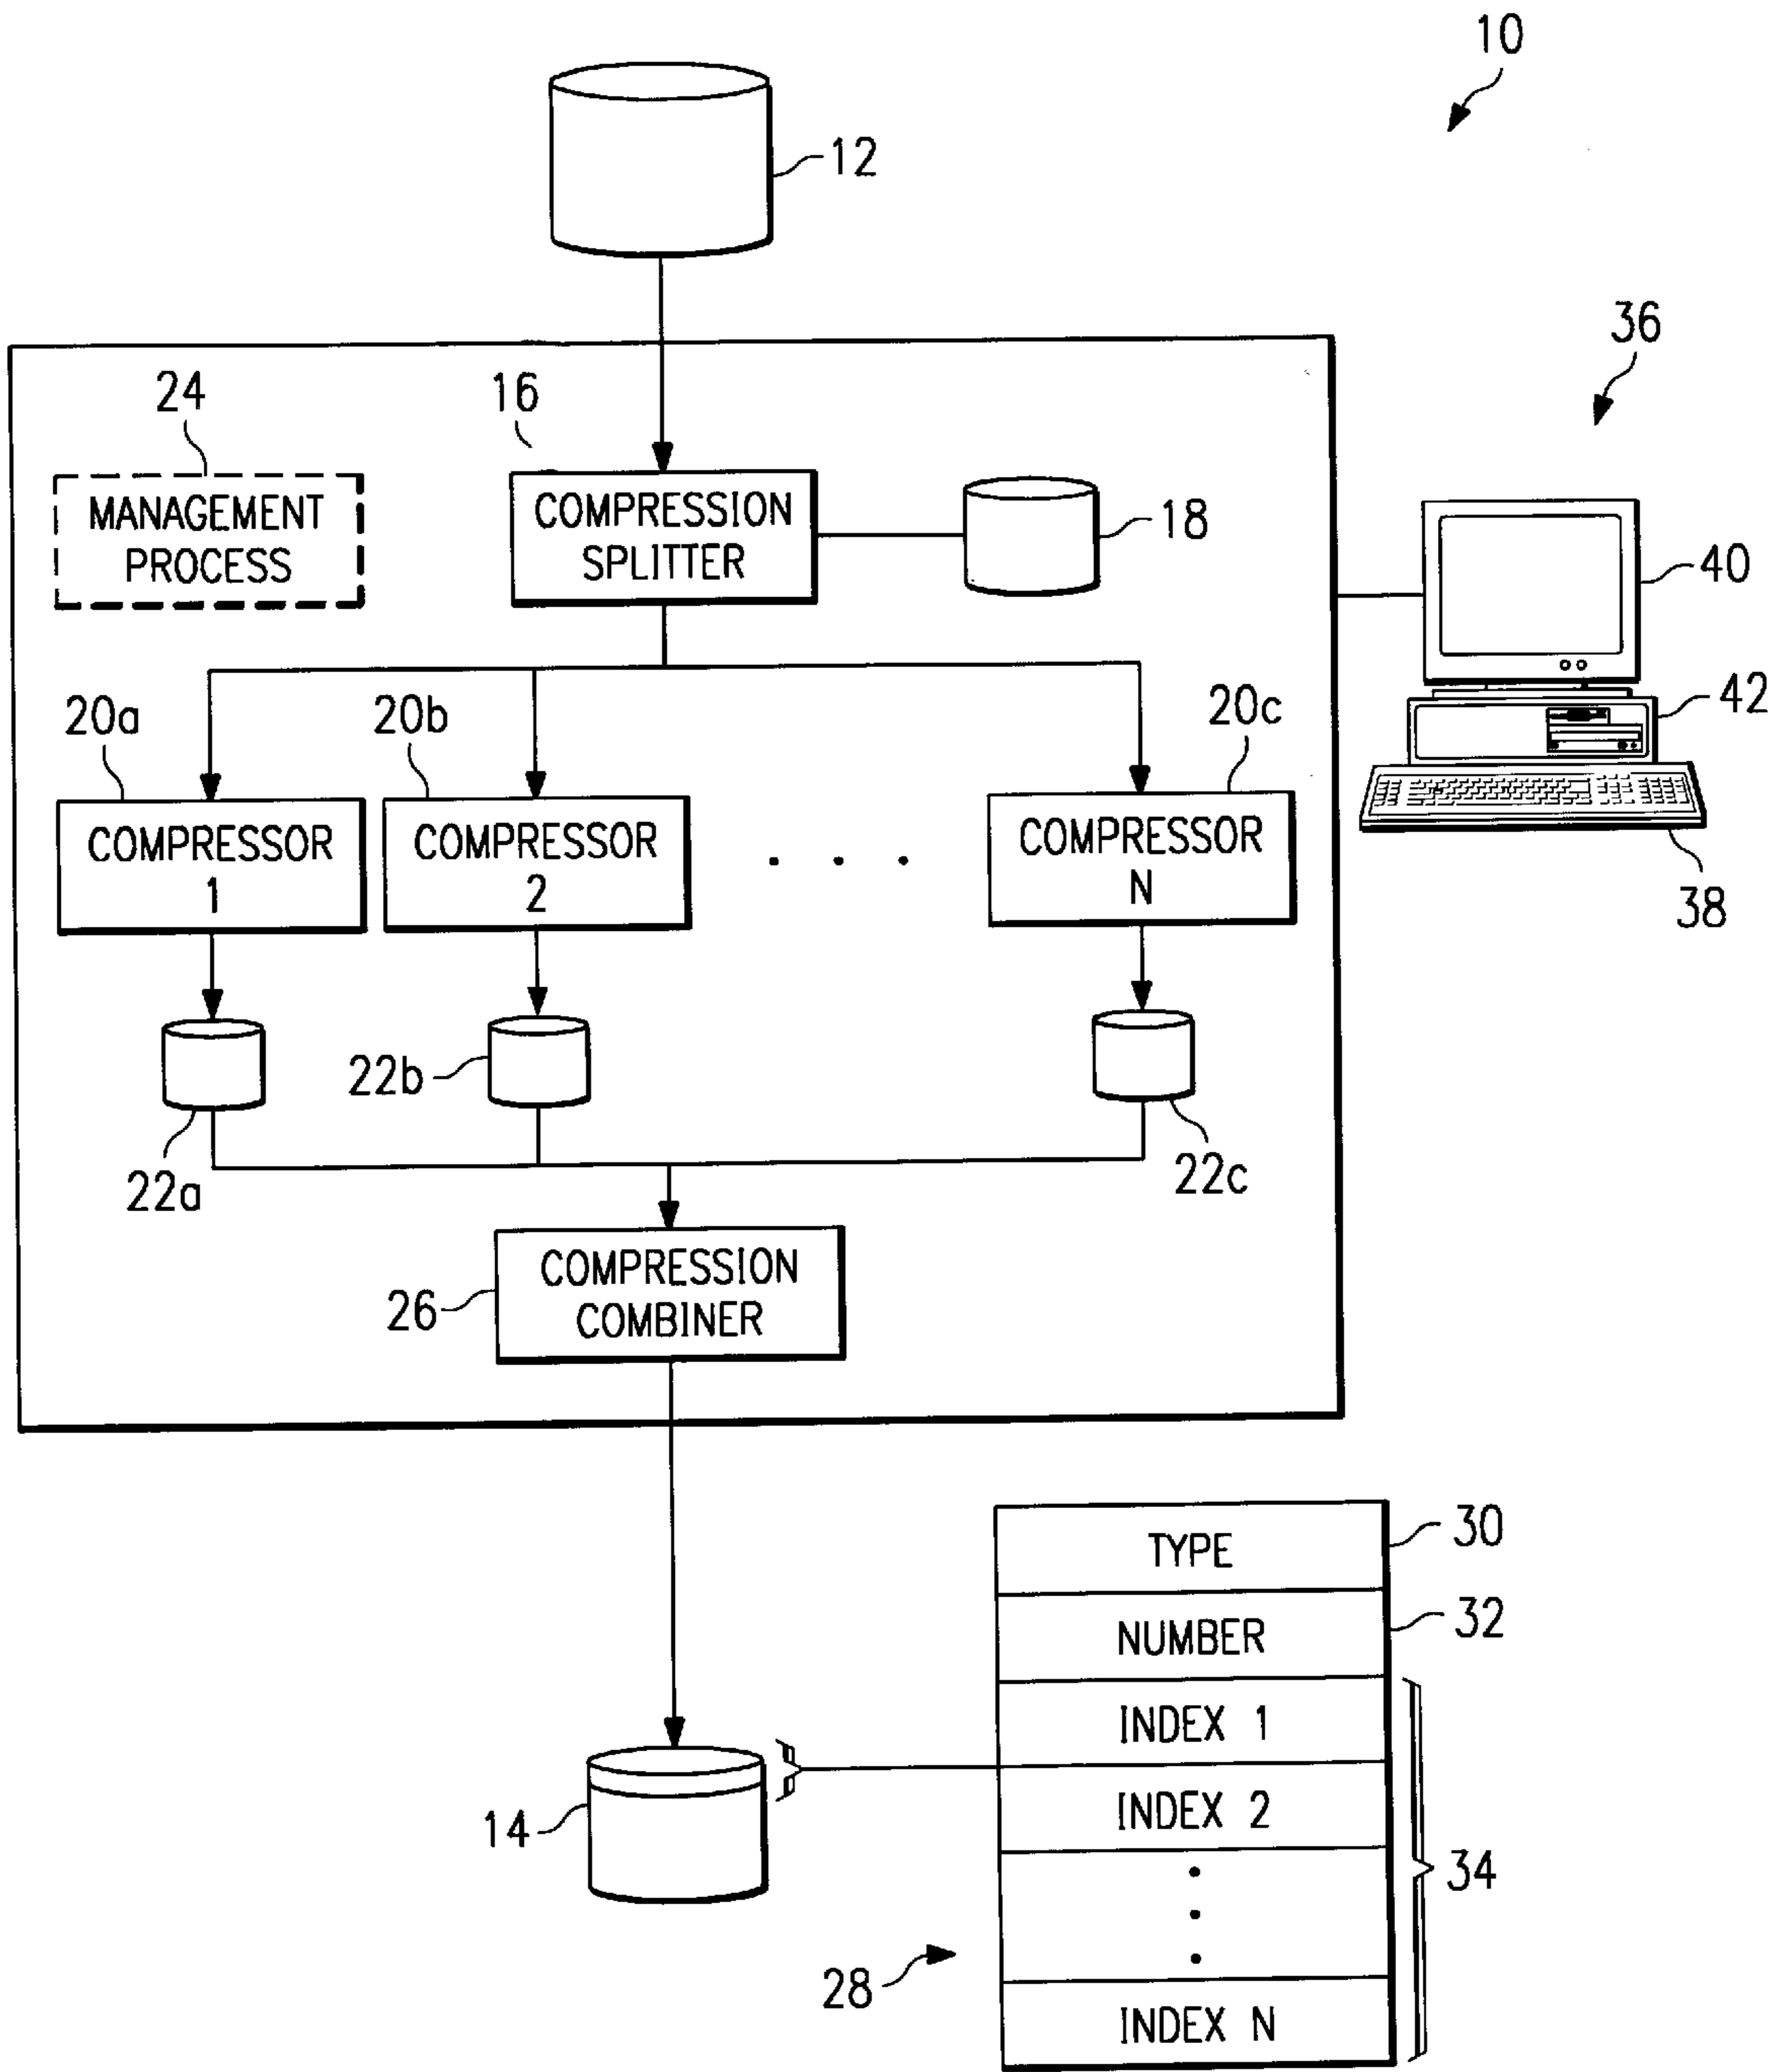 10
12
36
24
16
MANAGEMENT
PROCESS
COMPRESSION
SPLITTER
18
40
42
20a
20b
20c
COMPRESSOR
1
COMPRESSOR
2
. . .
COMPRESSOR
N
38
22b
22a
22c
26
COMPRESSION
COMBINER
TYPE
30
NUMBER
32
INDEX 1
14
INDEX 2
34
28
INDEX N